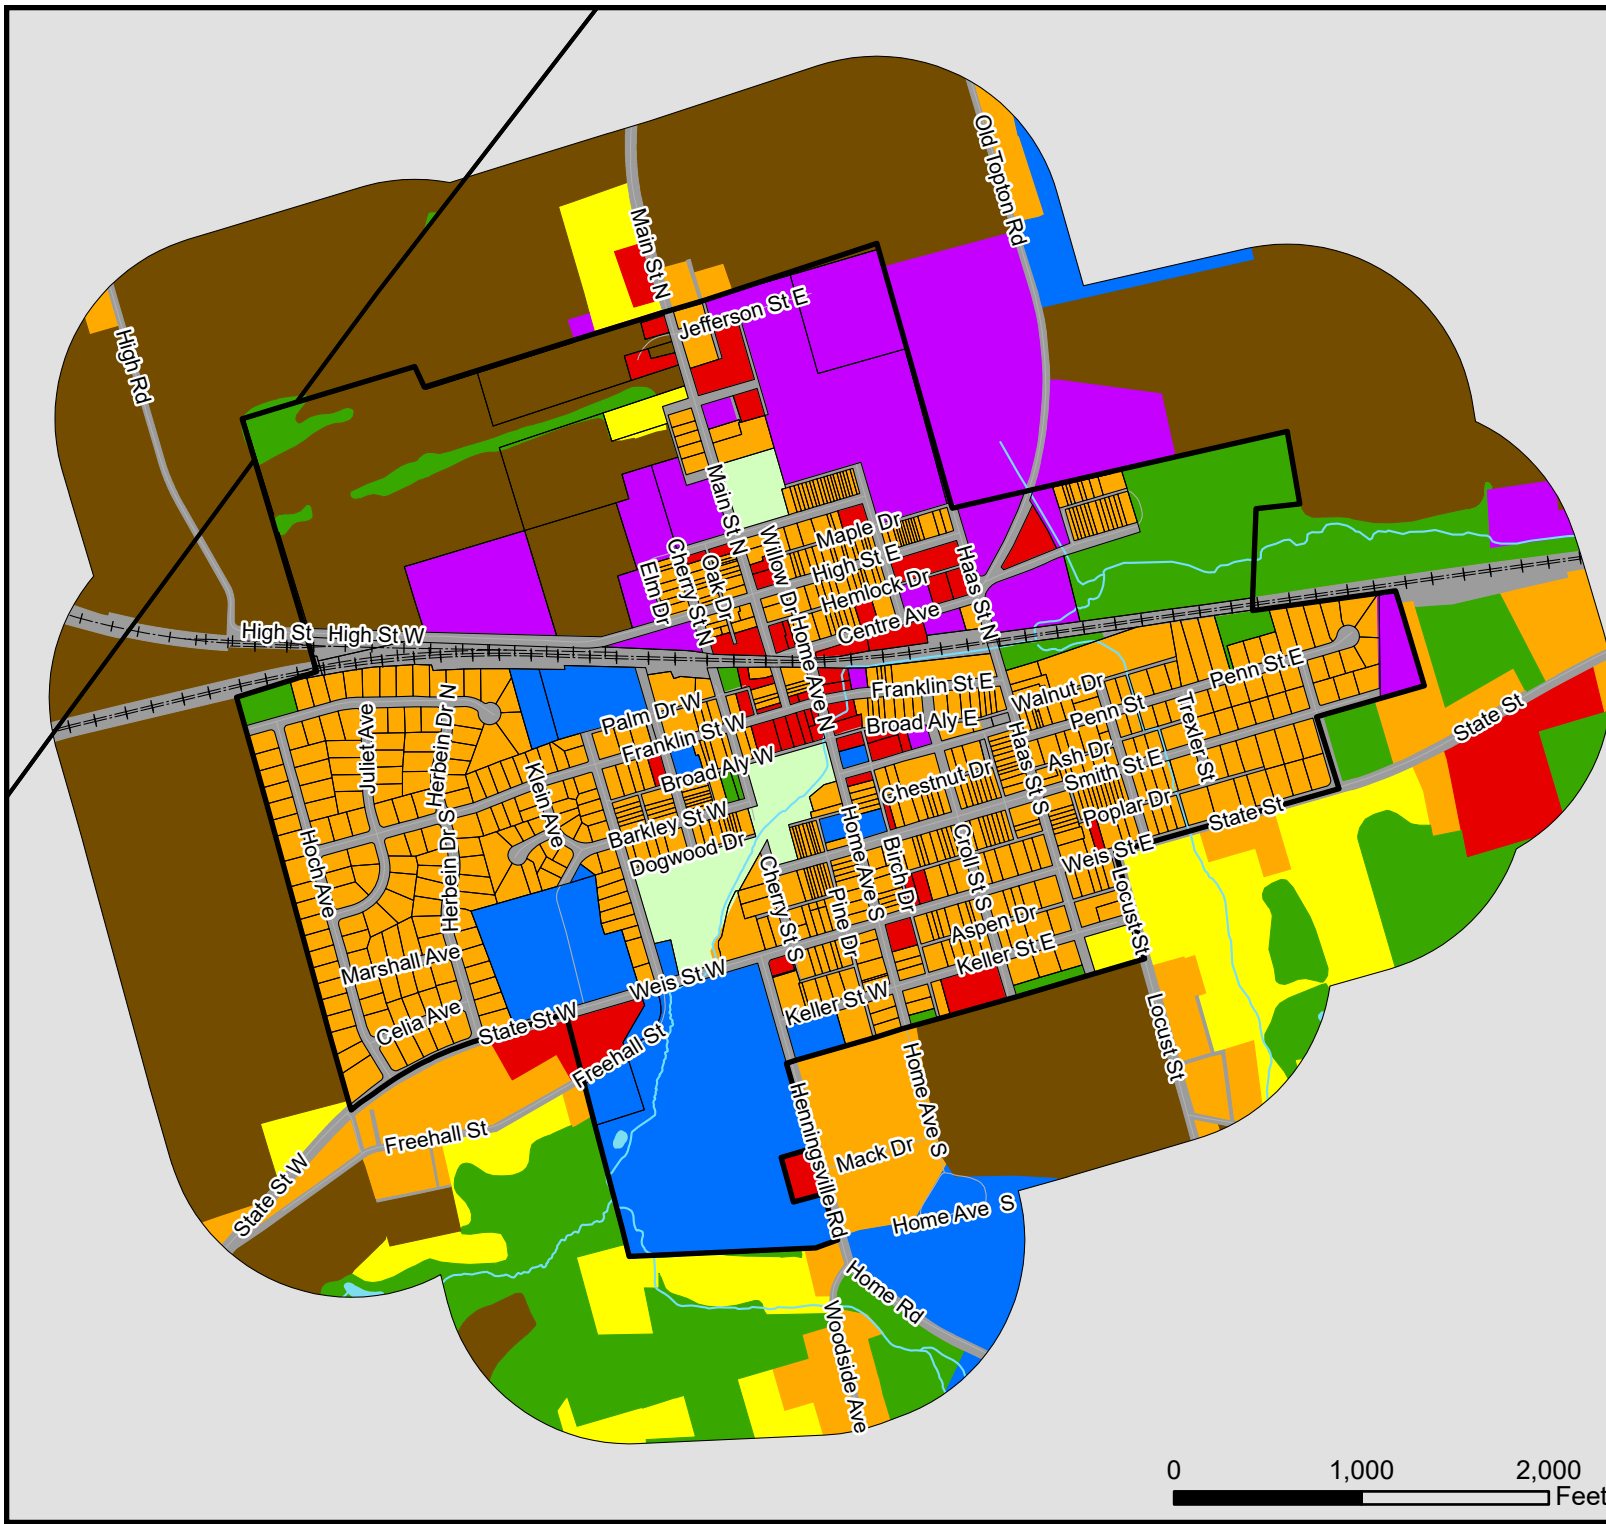 Old Topton Rd
Main St N
Jefferson St E
High Rd
Main St N
Maple Dr
Willow Dr
High St E
Hemlock Dr
Haas St N
Oak Dr
Cherry St N
Elm Dr
Centre Ave
High St
High St W
Home Ave N
Franklin St E
Walnut Dr
Penn St E
Palm Dr W
Franklin St W
Broad Aly E
Penn St
Trexler St
State St
Juliet Ave
Herbein Dr N
Broad Aly W
Haas St S
Ash Dr
Smith St E
Klein Ave
Chestnut Dr
Poplar Dr
State St
Herbein Dr S
Barkley St W
Dogwood Dr
Home Ave S
Birch Dr
Croll St S
Weis St E
Hoch Ave
Cherry St S
Pine Dr
Aspen Dr
Locust St
Marshall Ave
Keller St E
Weis St W
Keller St W
Celia Ave
State St W
Freehall St
Locust St
Home Ave S
Henningsville Rd
Freehall St
Mack Dr
State St W
Home Ave S
Home Rd
Woodside Ave
0 1,000 2,000
Feet